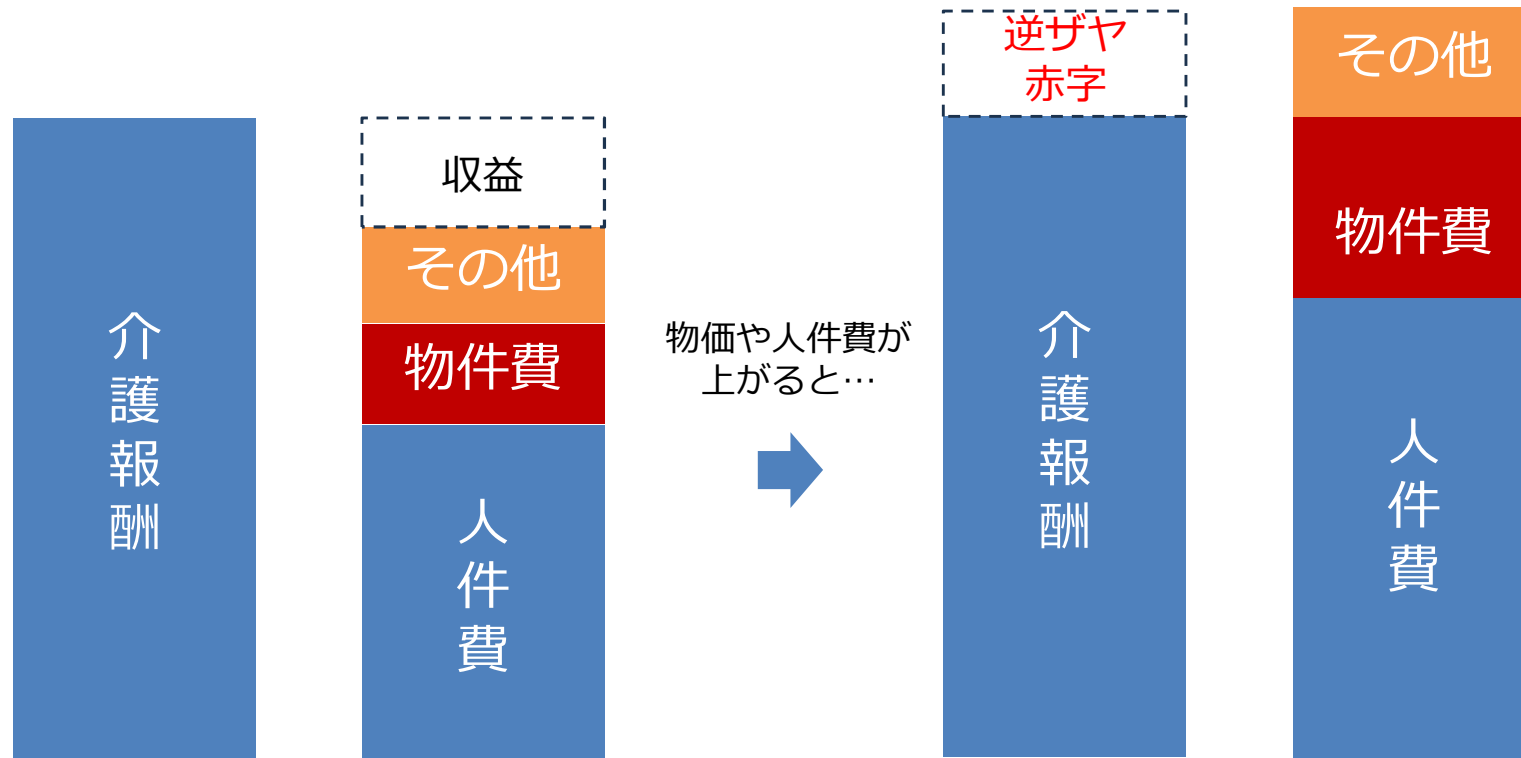 介護報酬
収益
その他
物件費
人件費
物価や人件費が
上がると…
逆ザヤ
赤字
介護報酬
その他
物件費
人件費